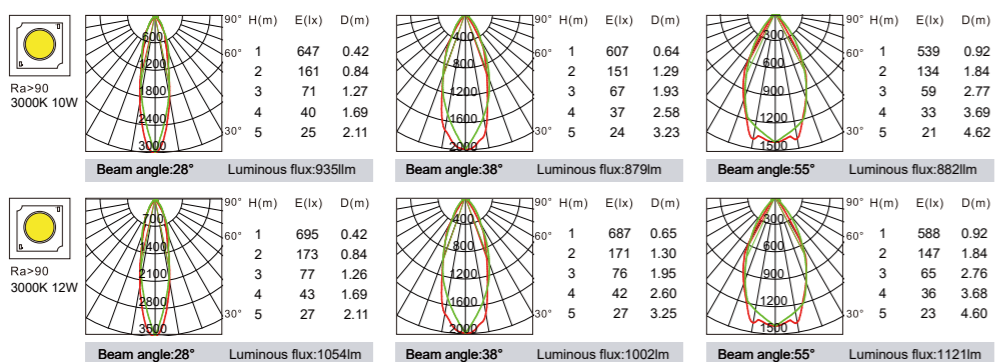 Ra>90
3000K 10W
600
1200
1800
2400
3000
90°
60°
30°
H(m) E(lx) D(m)
1 647 0.42
2 161 0.84
3 71 1.27
4 40 1.69
5 25 2.11
Beam angle:28° Luminous flux:935llm
400
800
1200
1600
2000
90°
60°
30°
H(m) E(lx) D(m)
1 607 0.64
2 151 1.29
3 67 1.93
4 37 2.58
5 24 3.23
Beam angle:38° Luminous flux:879lm
300
600
900
1200
1500
90°
60°
30°
H(m) E(lx) D(m)
1 539 0.92
2 134 1.84
3 59 2.77
4 33 3.69
5 21 4.62
Beam angle:55° Luminous flux:882llm
Ra>90
3000K 12W
700
1400
2100
2800
3500
90°
60°
30°
H(m) E(lx) D(m)
1 695 0.42
2 173 0.84
3 77 1.26
4 43 1.69
5 27 2.11
Beam angle:28° Luminous flux:1054lm
400
800
1200
1600
2000
90°
60°
30°
H(m) E(lx) D(m)
1 687 0.65
2 171 1.30
3 76 1.95
4 42 2.60
5 27 3.25
Beam angle:38° Luminous flux:1002lm
300
600
900
1200
1500
90°
60°
30°
H(m) E(lx) D(m)
1 588 0.92
2 147 1.84
3 65 2.76
4 36 3.68
5 23 4.60
Beam angle:55° Luminous flux:1121lm